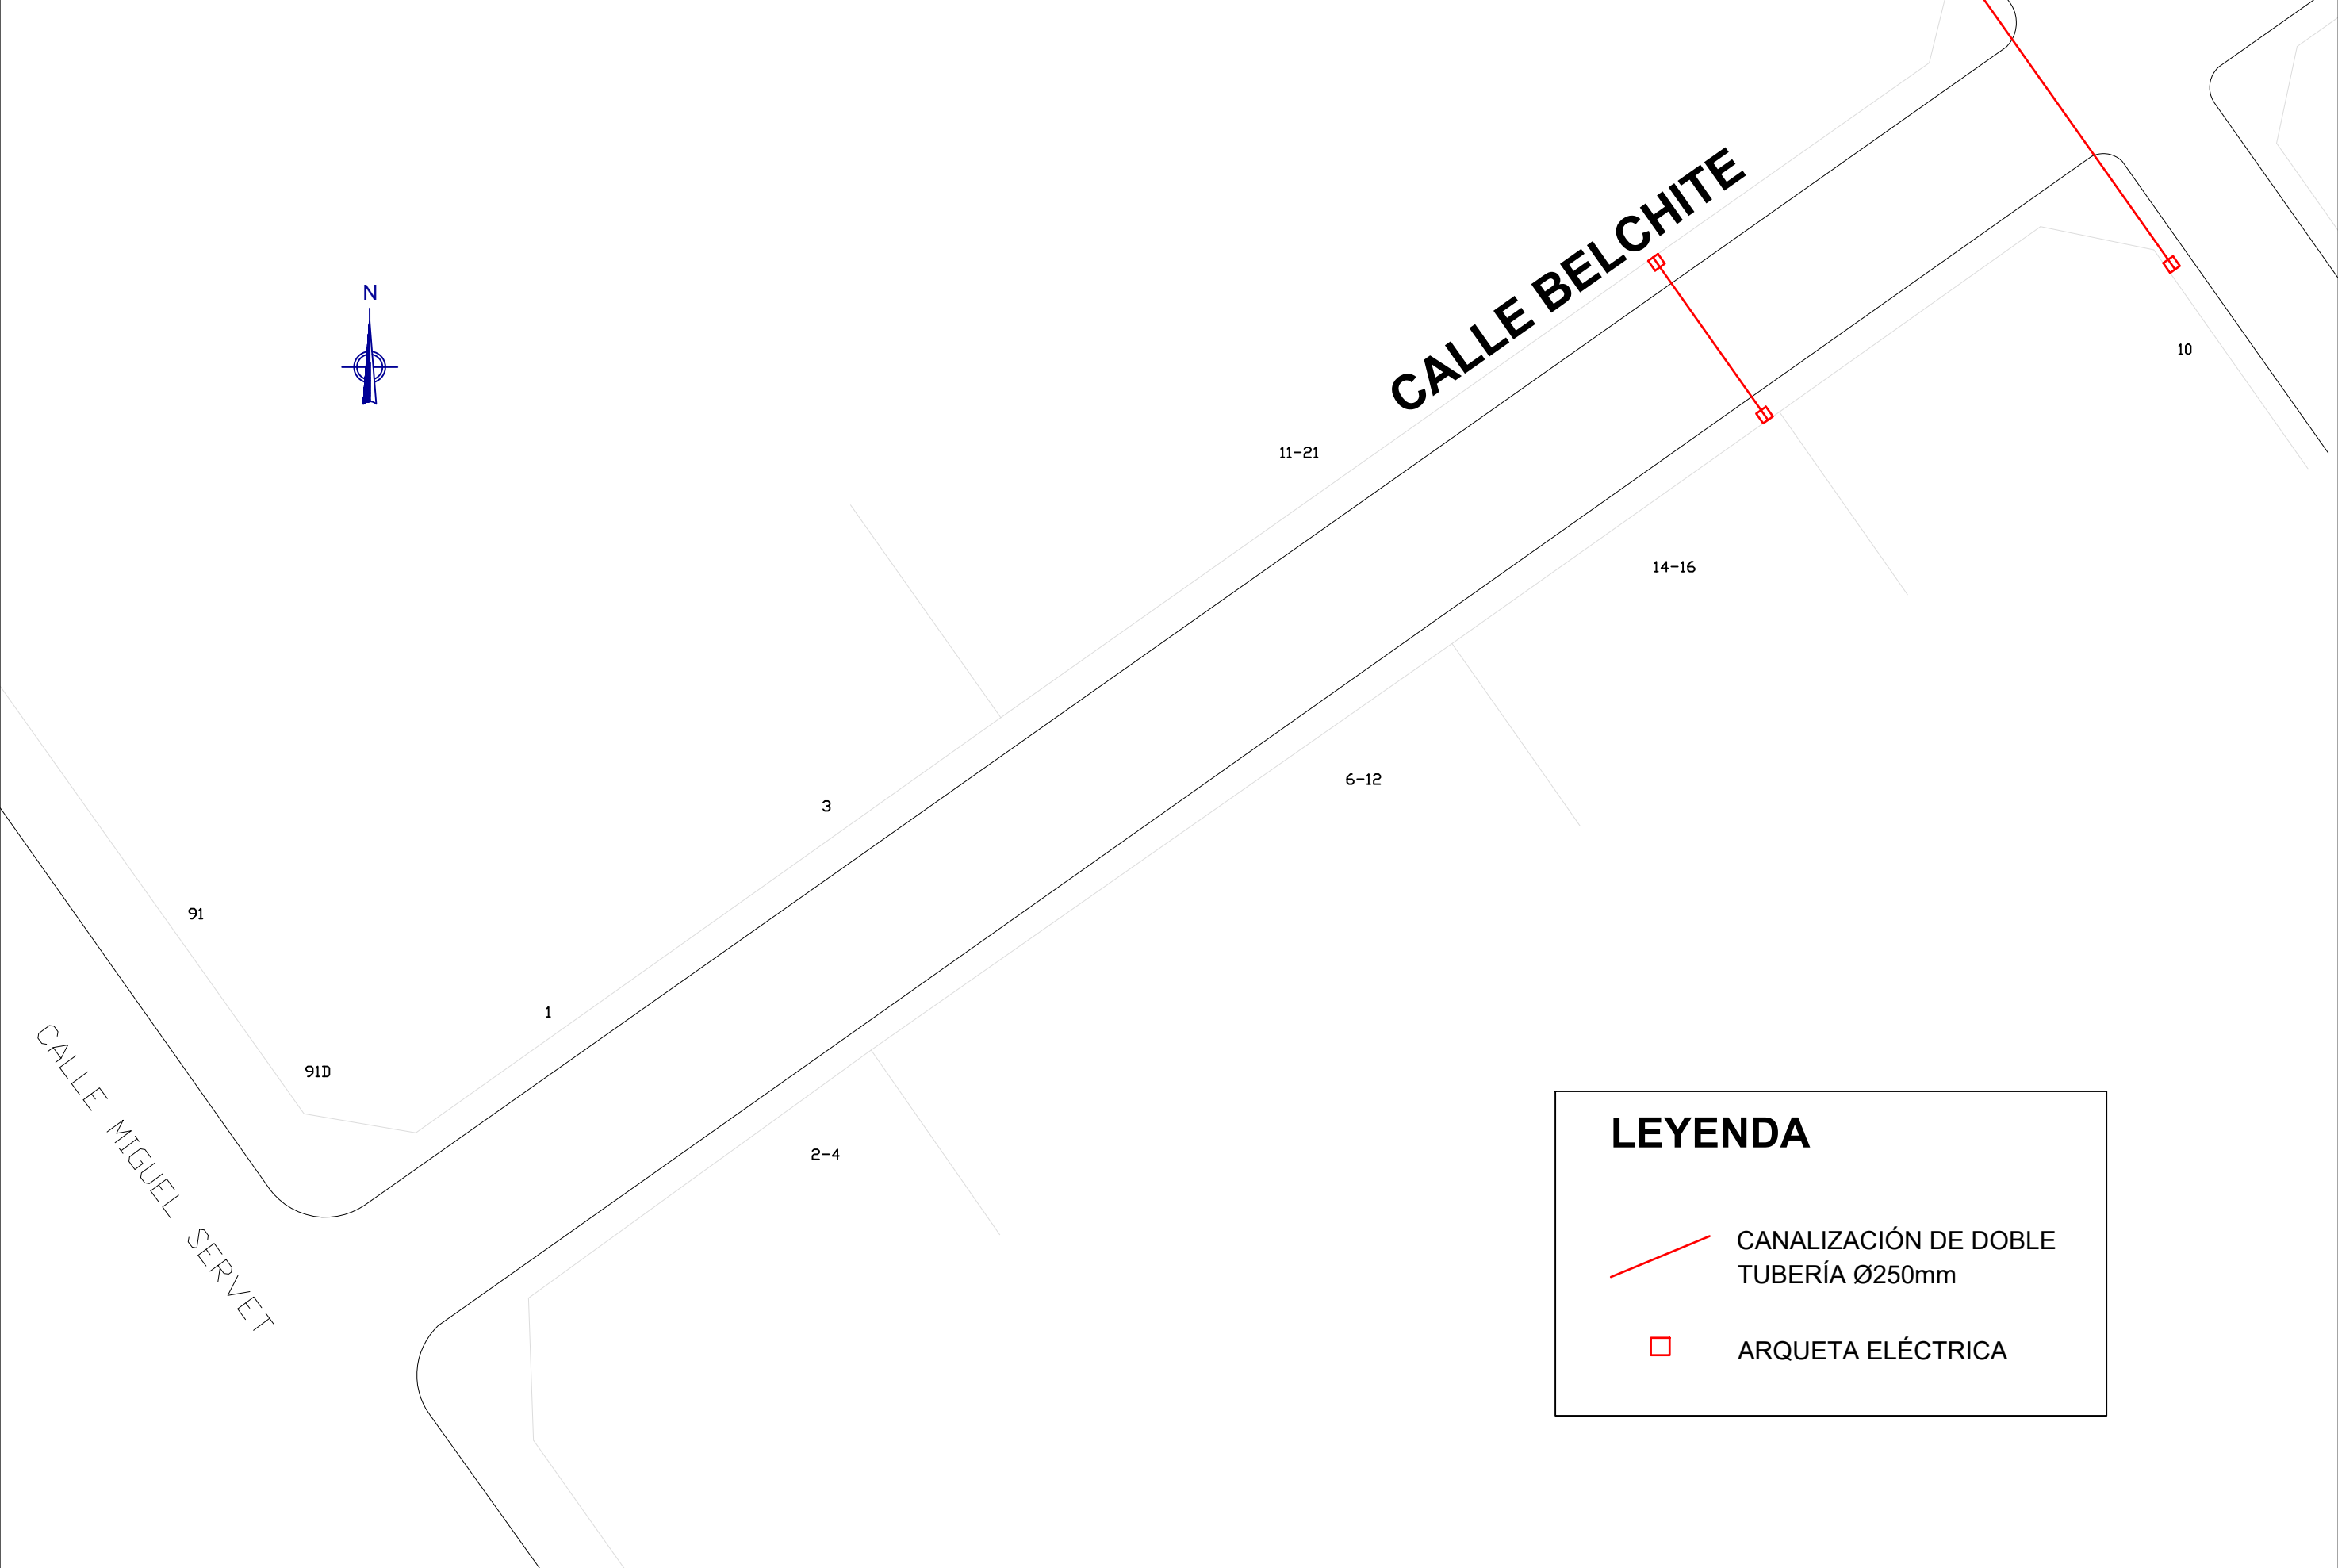 CALLE BELCHITE
N
10
11-21
14-16
6-12
3
91
1
91D
2-4
CALLE MIGUEL SERVET
LEYENDA
CANALIZACIÓN DE DOBLE
TUBERÍA Ø250mm
ARQUETA ELÉCTRICA